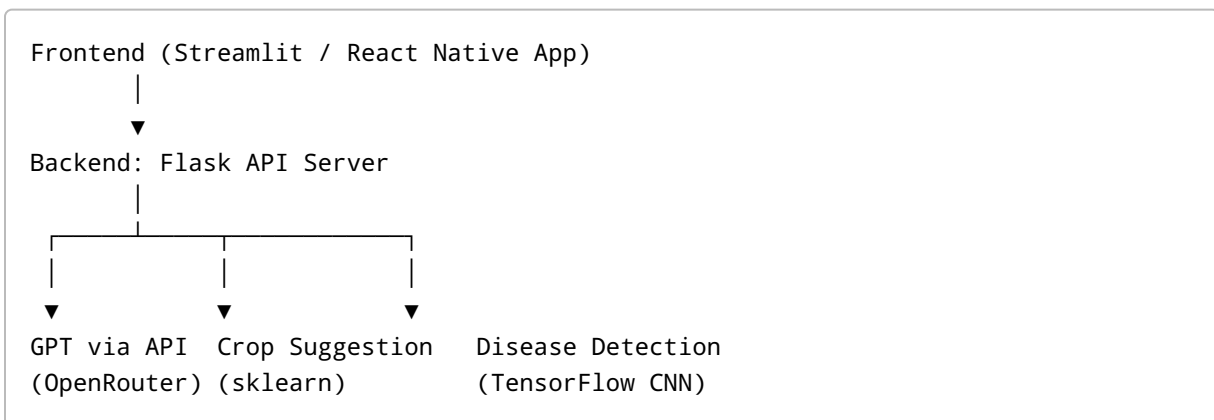 Frontend (Streamlit / React Native App)
Backend: Flask API Server
GPT via API Crop Suggestion Disease Detection
(OpenRouter) (sklearn) (TensorFlow CNN)